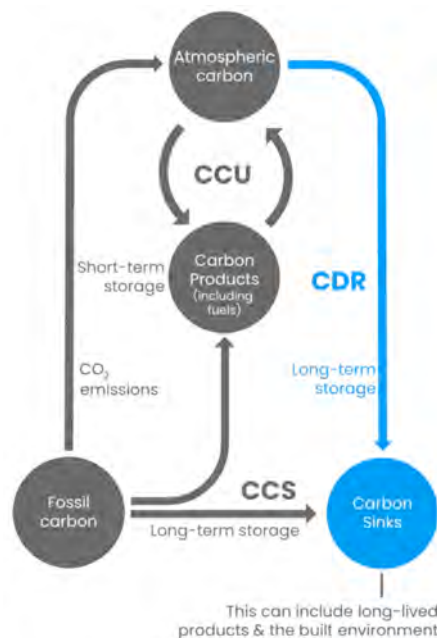 Atmospheric
carbon
CCU
Short-term
storage
Carbon
Products
(including
fuels)
CDR
CO₂
emissions
Long-term
storage
Fossil
carbon
CCS
Long-term storage
Carbon
Sinks
This can include long-lived
products & the built environment